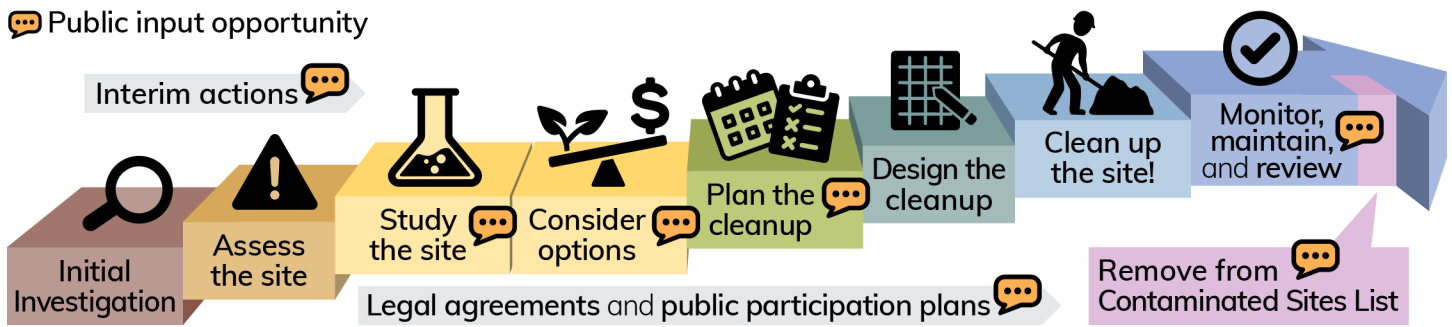 Public input opportunity
Interim actions
Initial
Investigation
Assess
the site
Study
the site
Consider
options
Plan the
cleanup
Design the
cleanup
Clean up
the site!
Monitor,
maintain,
and review
Legal agreements and public participation plans
Remove from
Contaminated Sites List